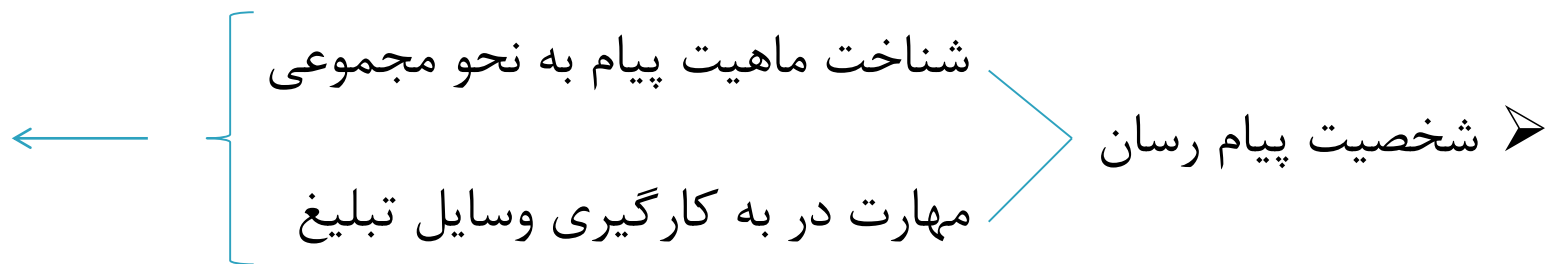 شخصیت پیام رسان
شناخت ماهیت پیام به نحو مجموعی
مهارت در به کارگیری وسایل تبلیغ